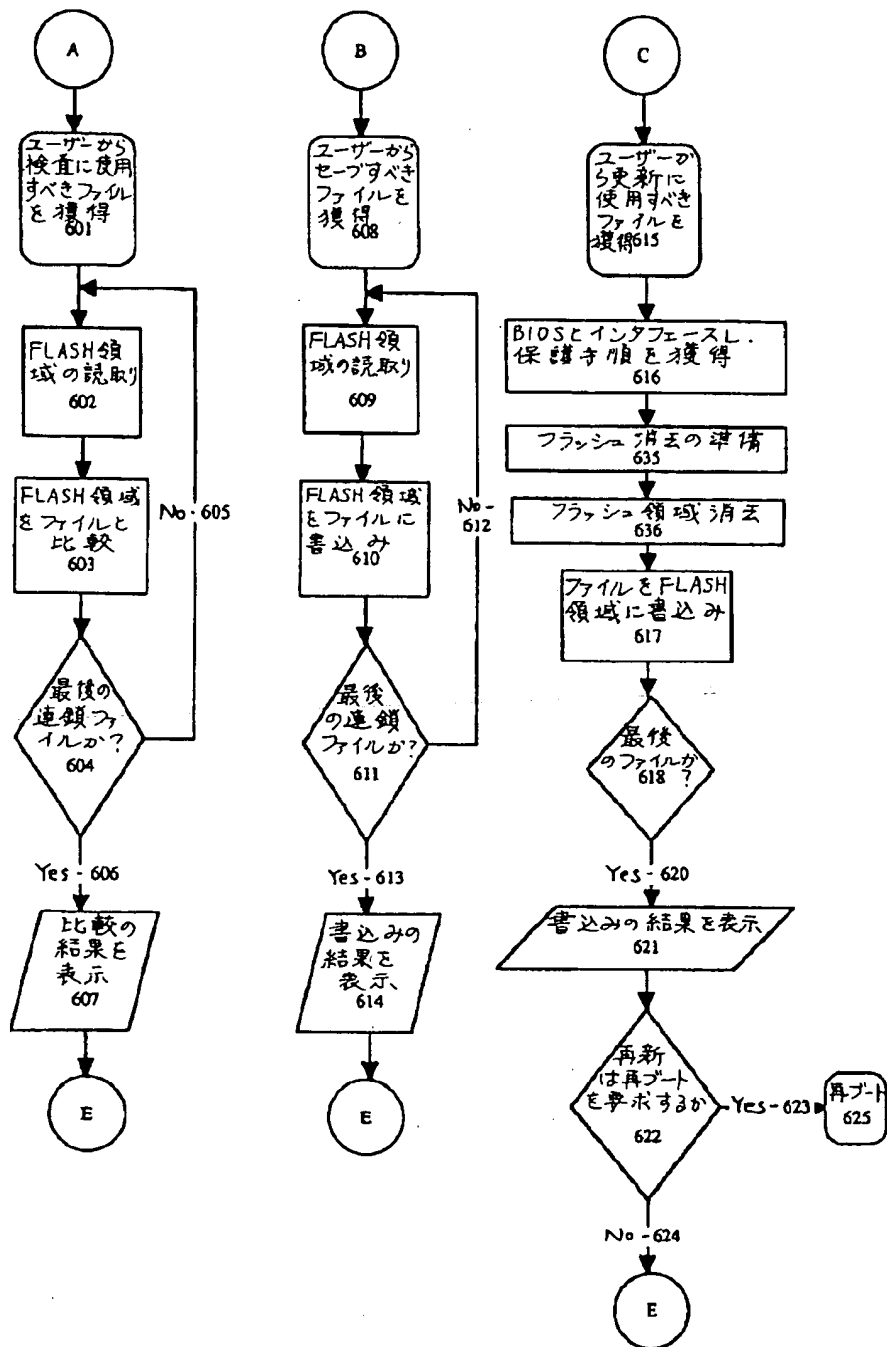 A
ユーザーから
検査に使用
すべきファイル
を獲得
601
FLASH領
域の読取り
602
FLASH領域
をファイルと
比較
603
No-605
最後の
連鎖ファ
イルか?
604
Yes-606
比較の
結果を
表示
607
E
B
ユーザーから
セーブすべき
ファイルを
獲得
608
FLASH領
域の読取り
609
FLASH領域
をファイルに
書込み
610
No-
612
最後
の連鎖
ファイルか?
611
Yes-613
書込みの
結果を
表示
614
E
C
ユーザーか
ら更新に
使用すべき
ファイルを
獲得615
BIOSとインタフェースし、
保護手順を獲得
616
フラッシュ消去の準備
635
フラッシュ領域消去
636
ファイルをFLASH
領域に書込み
617
最後
のファイルか
618?
Yes-620
書込みの結果を表示
621
再新
は再ブート
を要求するか
622
Yes-623
再ブート
625
No-624
E